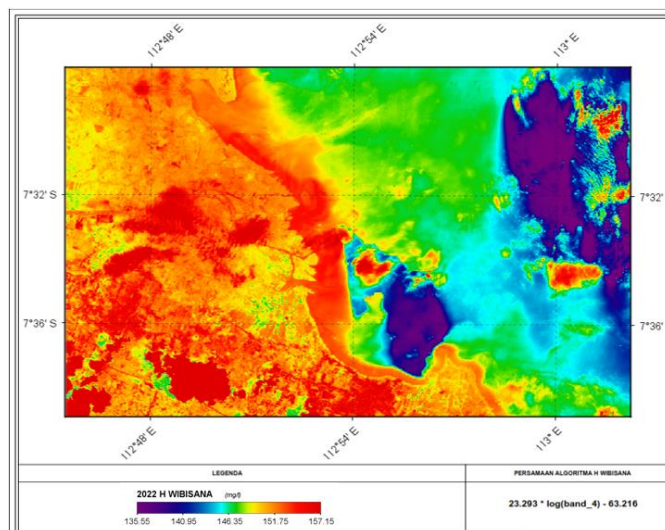 112°48' E
112°54' E
113° E
7°32' S
7°32'
7°36' S
7°36'
112°48' E
112°54' E
113° E
LEGENDA
PERSAMAAN ALGORITMA H WIBISANA
2022 H WIBISANA (mg/l)
135.55 140.95 146.35 151.75 157.15
23.293 * log(band_4) - 63.216